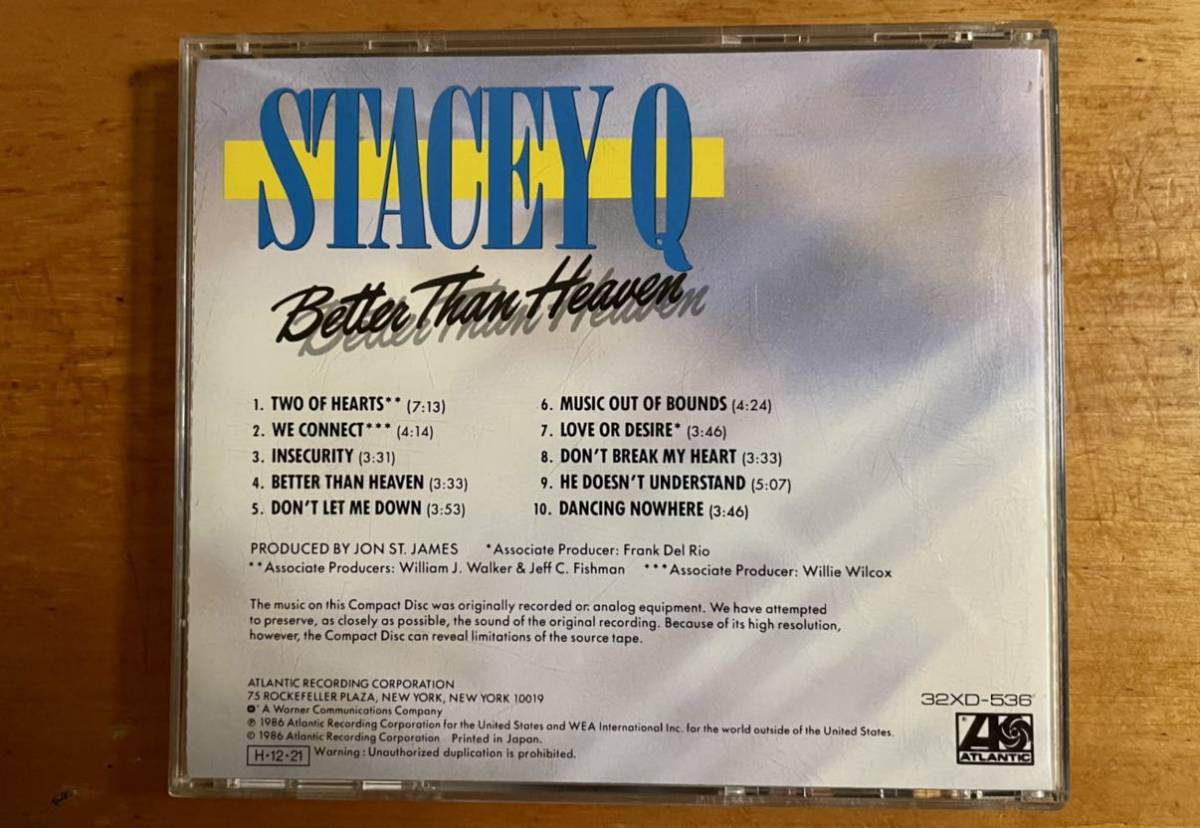 STACEY Q
Better Than Heaven
1. TWO OF HEARTS** (7:13)
2. WE CONNECT*** (4:14)
3. INSECURITY (3:31)
4. BETTER THAN HEAVEN (3:33)
5. DON'T LET ME DOWN (3:53)
6. MUSIC OUT OF BOUNDS (4:24)
7. LOVE OR DESIRE* (3:46)
8. DON'T BREAK MY HEART (3:33)
9. HE DOESN'T UNDERSTAND (5:07)
10. DANCING NOWHERE (3:46)
PRODUCED BY JON ST. JAMES *Associate Producer: Frank Del Rio
**Associate Producers: William J. Walker & Jeff C. Fishman ***Associate Producer: Willie Wilcox
The music on this Compact Disc was originally recorded on analog equipment. We have attempted
to preserve, as closely as possible, the sound of the original recording. Because of its high resolution,
however, the Compact Disc can reveal limitations of the source tape.
ATLANTIC RECORDING CORPORATION
75 ROCKEFELLER PLAZA, NEW YORK, NEW YORK 10019
A Warner Communications Company
℗ 1986 Atlantic Recording Corporation for the United States and WEA International Inc. for the world outside of the United States.
© 1986 Atlantic Recording Corporation Printed in Japan.
H·12·21 Warning : Unauthorized duplication is prohibited.
32XD-536
ATLANTIC